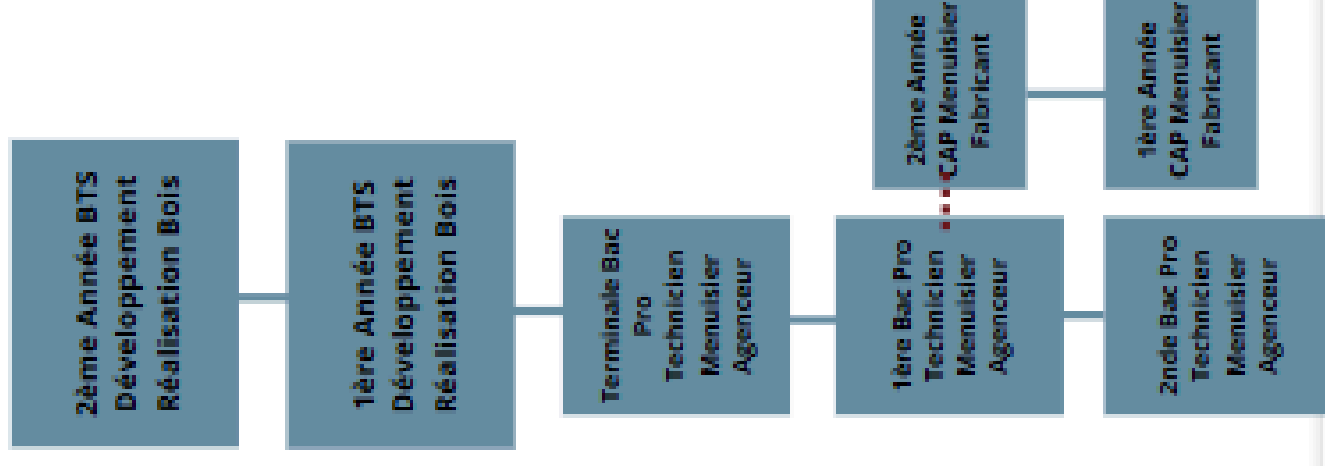 2ème Année BTS
Développement
Réalisation Bois
1ère Année BTS
Développement
Réalisation Bois
Terminale Bac
Pro
Technicien
Menuisier
Agenceur
1ère Bac Pro
Technicien
Menuisier
Agenceur
2nde Bac Pro
Technicien
Menuisier
Agenceur
2ème Année
CAP Menuisier
Fabricant
1ère Année
CAP Menuisier
Fabricant